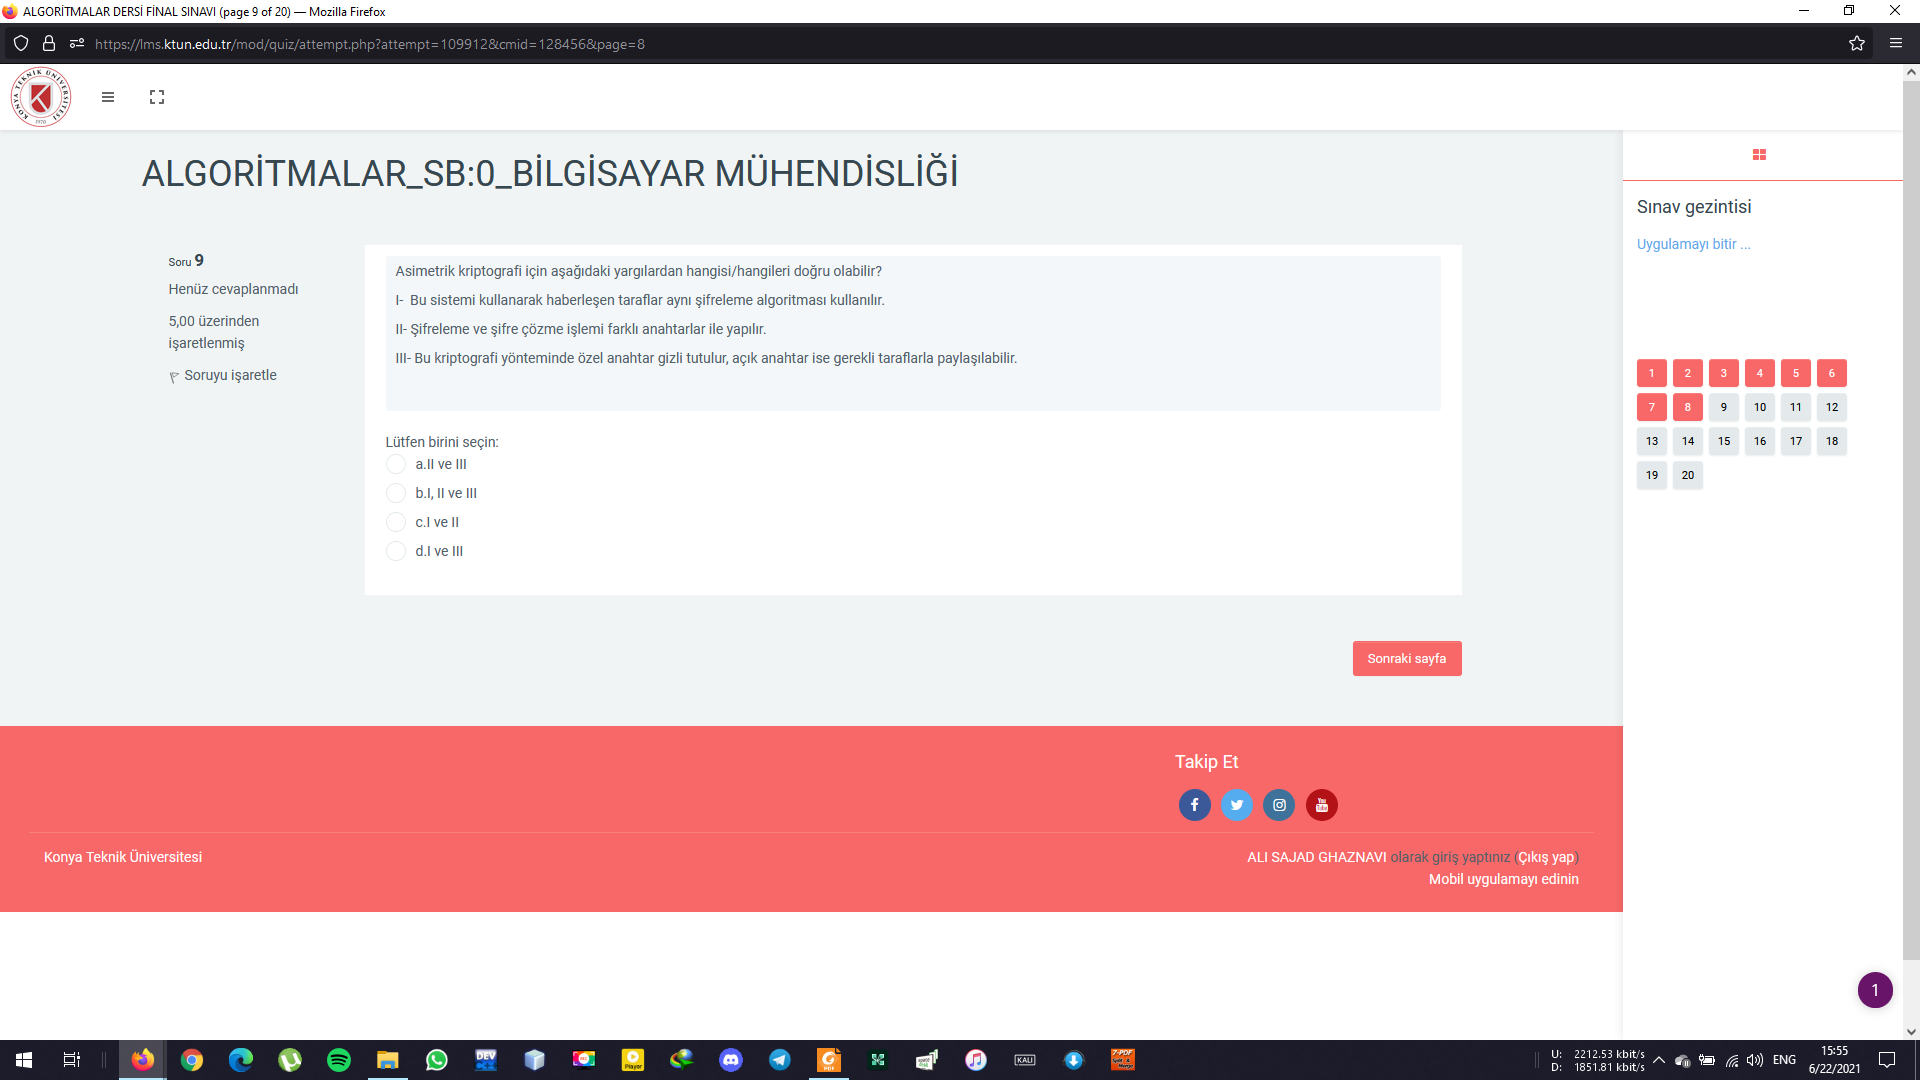 ALGORİTMALAR DERSİ FİNAL SINAVI (page 9 of 20) — Mozilla Firefox
https://lms.ktun.edu.tr/mod/quiz/attempt.php?attempt=109912&cmid=128456&page=8
KONYA TEKNİK ÜNİVERSİTESİ
1970
ALGORİTMALAR_SB:0_BİLGİSAYAR MÜHENDİSLİĞİ
Soru 9
Henüz cevaplanmadı
5,00 üzerinden
işaretlenmiş
Soruyu işaretle
Asimetrik kriptografi için aşağıdaki yargılardan hangisi/hangileri doğru olabilir?
I- Bu sistemi kullanarak haberleşen taraflar aynı şifreleme algoritması kullanılır.
II- Şifreleme ve şifre çözme işlemi farklı anahtarlar ile yapılır.
III- Bu kriptografi yönteminde özel anahtar gizli tutulur, açık anahtar ise gerekli taraflarla paylaşılabilir.
Lütfen birini seçin:
a.II ve III
b.I, II ve III
c.I ve II
d.I ve III
Sonraki sayfa
Sınav gezintisi
Uygulamayı bitir ...
1 2 3 4 5 6
7 8 9 10 11 12
13 14 15 16 17 18
19 20
Takip Et
Konya Teknik Üniversitesi
ALI SAJAD GHAZNAVI olarak giriş yaptınız (Çıkış yap)
Mobil uygulamayı edinin
1
U: 2212.53 kbit/s
D: 1851.81 kbit/s
ENG
15:55
6/22/2021